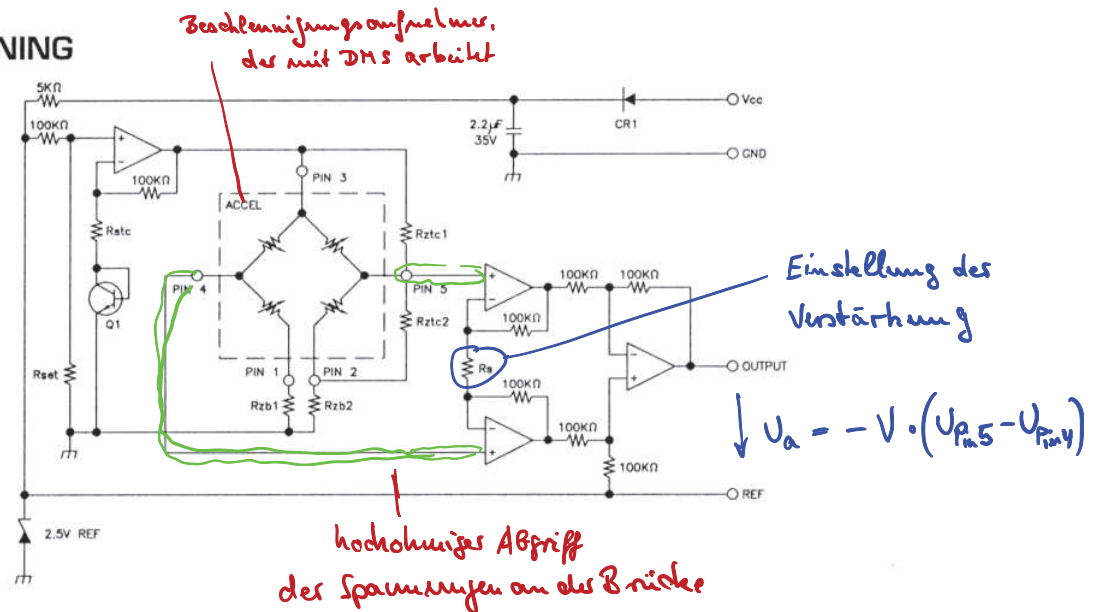 Beschleunigungsaufnehmer,
der mit DMS arbeitet
NING
5KΩ
Vcc
100KΩ
2.2µF
35V
CR1
GND
100KΩ
PIN 3
ACCEL
Rstc
Rztc1
PIN 4
PIN 5
Q1
Rztc2
100KΩ
100KΩ
100KΩ
Einstellung der
Verstärkung
Rset
PIN 1
PIN 2
Rs
OUTPUT
Rzb1
Rzb2
100KΩ
100KΩ
100KΩ
Ua = -V·(UPin5 - UPin4)
REF
2.5V REF
hochohmiger Abgriff
der Spannungen an der Brücke